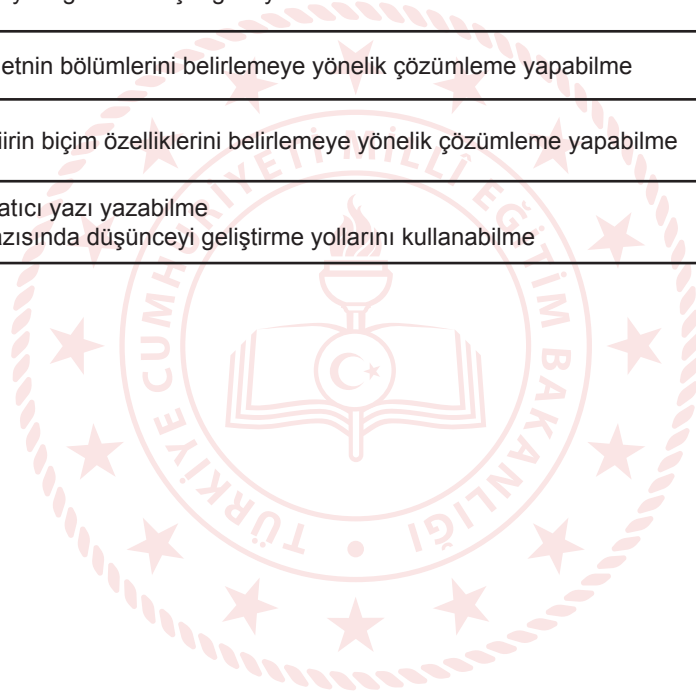 etnin bölümlerini belirlemeye yönelik çözümleme yapabilme
iirin biçim özelliklerini belirlemeye yönelik çözümleme yapabilme
atıcı yazı yazabilme
azısında düşünceyi geliştirme yollarını kullanabilme
TÜRKİYE CUMHURİYETİ MİLLÎ EĞİTİM BAKANLIĞI